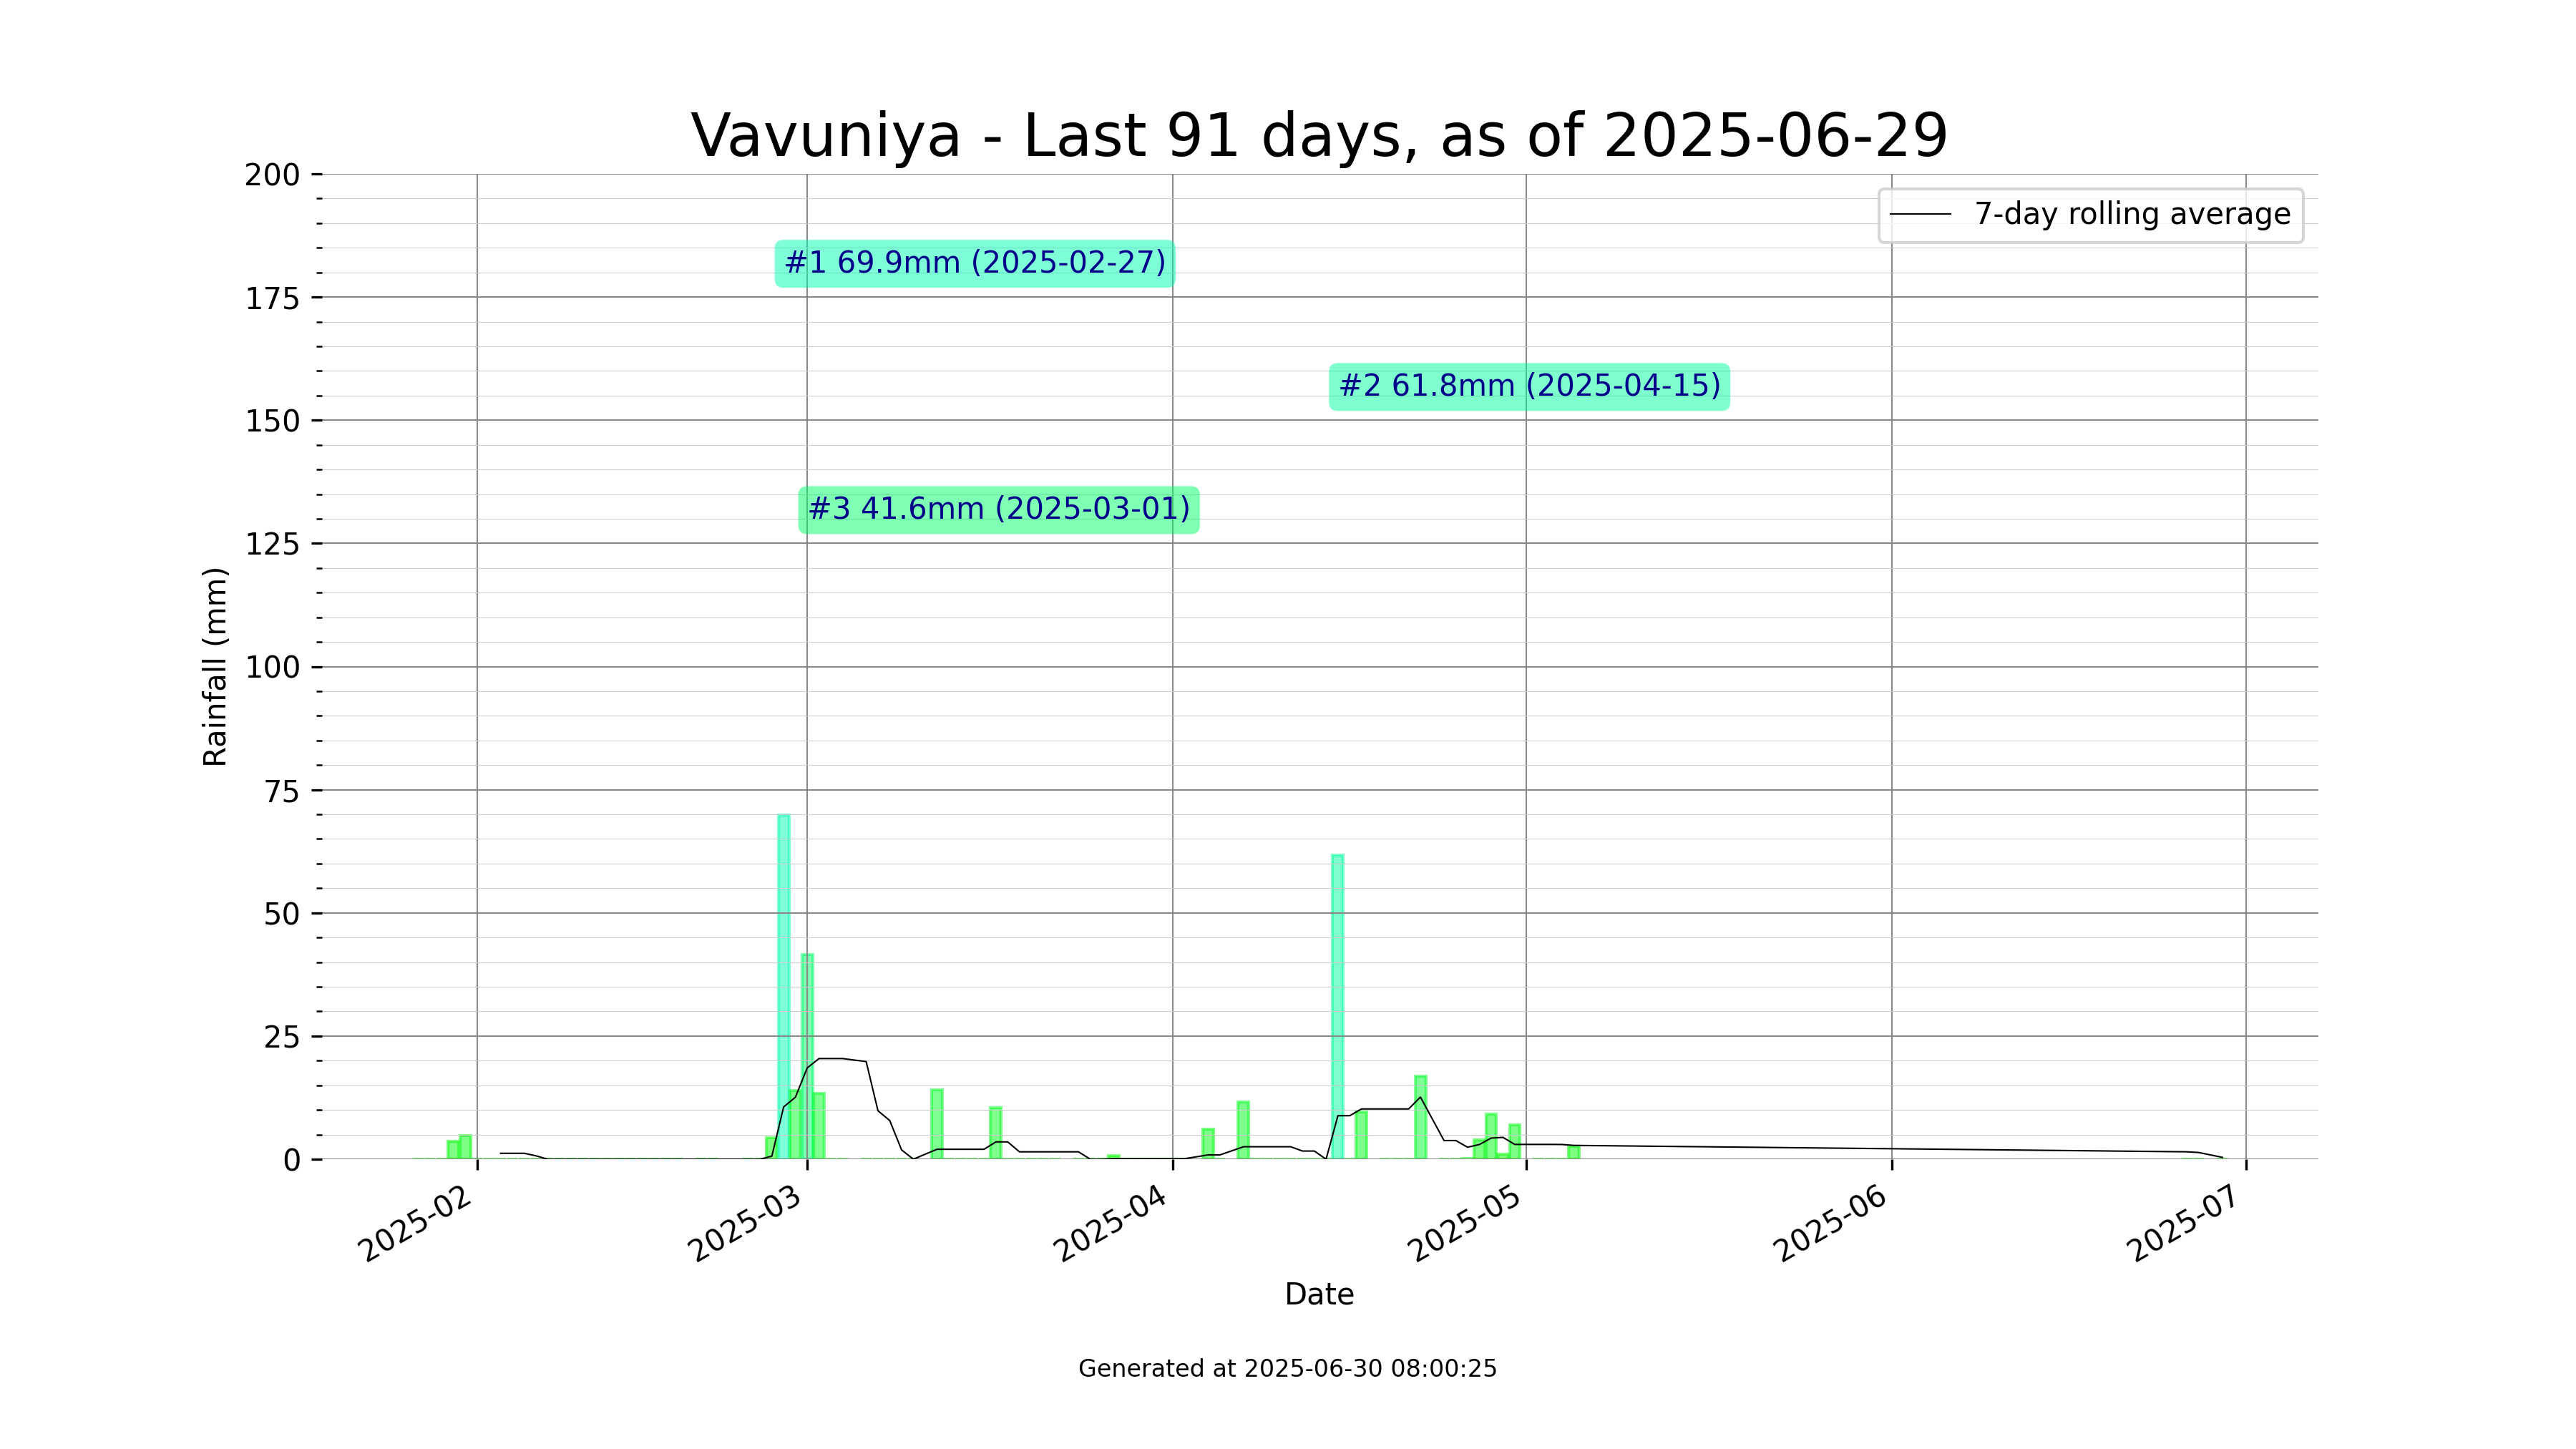 Vavuniya - Last 91 days, as of 2025-06-29
7-day rolling average
#1 69.9mm (2025-02-27)
#2 61.8mm (2025-04-15)
#3 41.6mm (2025-03-01)
200
175
150
125
100
75
50
25
0
Rainfall (mm)
2025-02
2025-03
2025-04
2025-05
2025-06
2025-07
Date
Generated at 2025-06-30 08:00:25